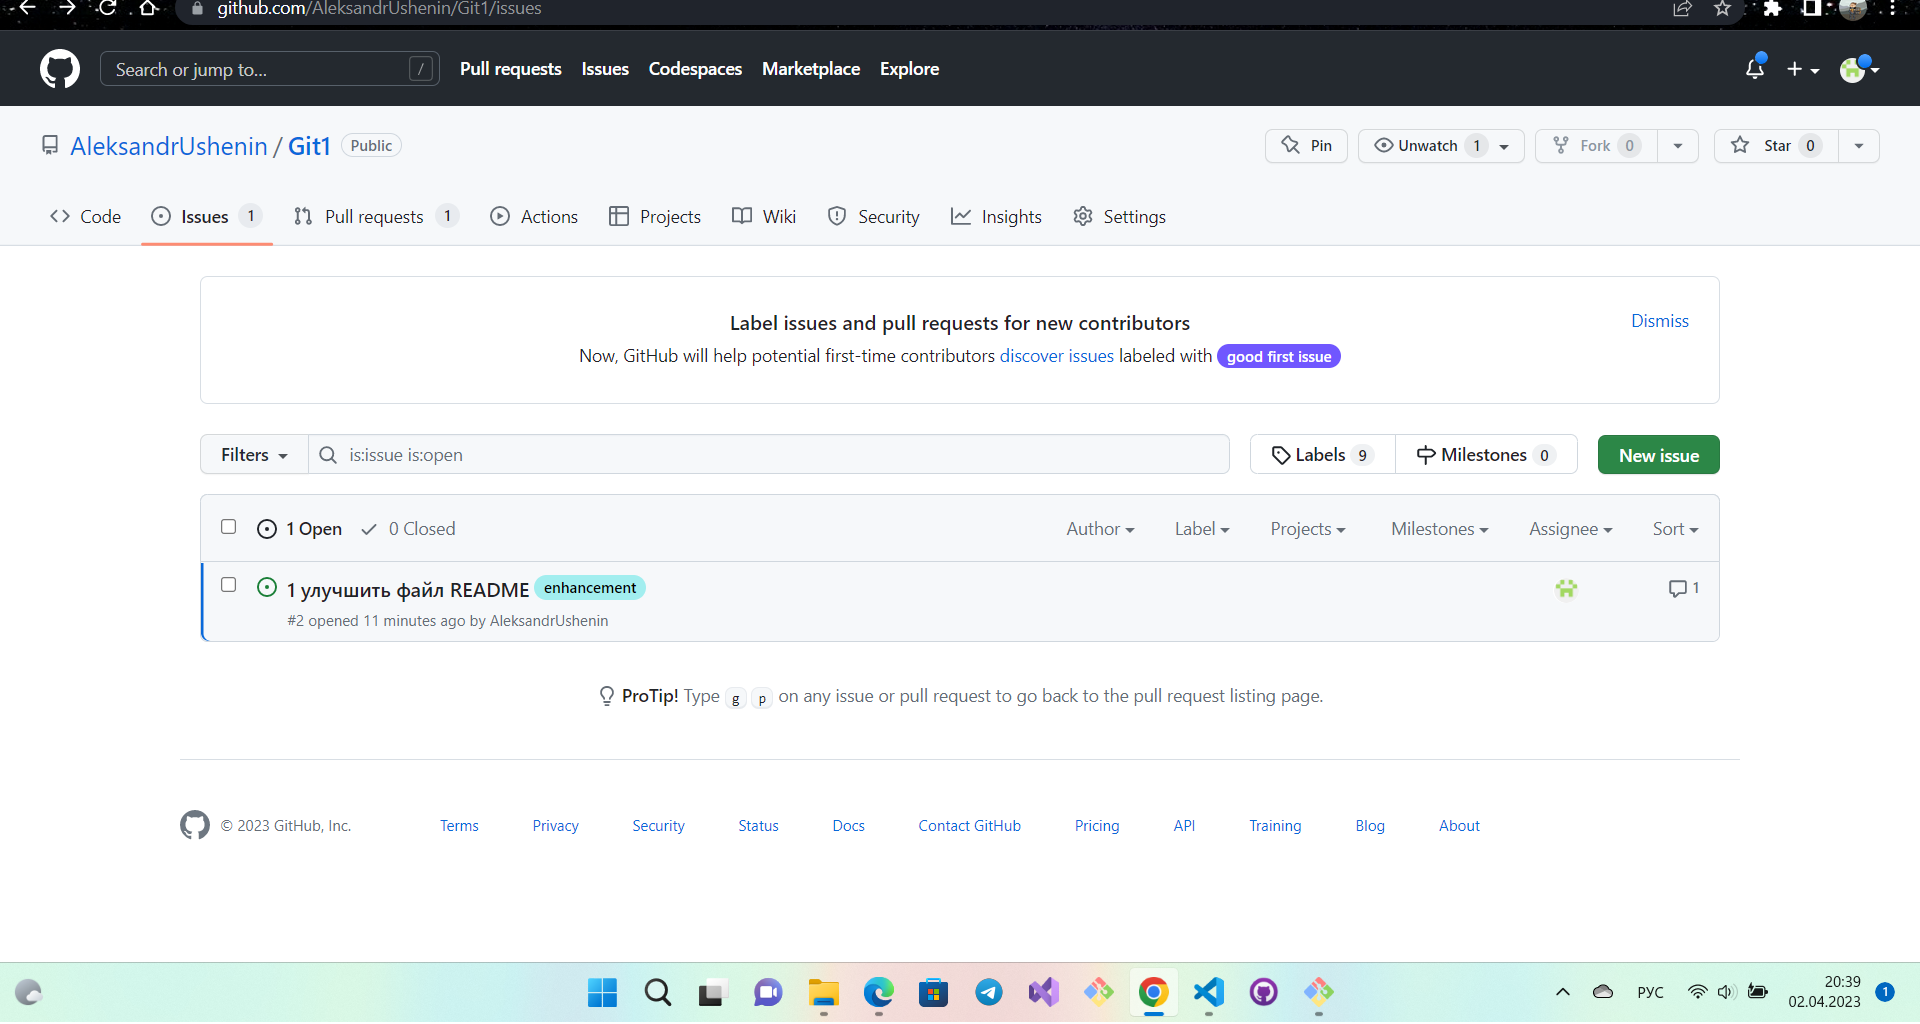 github.com/AleksandrUshenin/Git1/issues
Search or jump to... / Pull requests Issues Codespaces Marketplace Explore
AleksandrUshenin / Git1 Public Pin Unwatch 1 Fork 0 Star 0
Code Issues 1 Pull requests 1 Actions Projects Wiki Security Insights Settings
Label issues and pull requests for new contributors
Dismiss
Now, GitHub will help potential first-time contributors discover issues labeled with good first issue
Filters is:issue is:open Labels 9 Milestones 0 New issue
1 Open 0 Closed Author Label Projects Milestones Assignee Sort
1 улучшить файл README enhancement 1
#2 opened 11 minutes ago by AleksandrUshenin
ProTip! Type g p on any issue or pull request to go back to the pull request listing page.
© 2023 GitHub, Inc. Terms Privacy Security Status Docs Contact GitHub Pricing API Training Blog About
РУС
20:39
02.04.2023
1